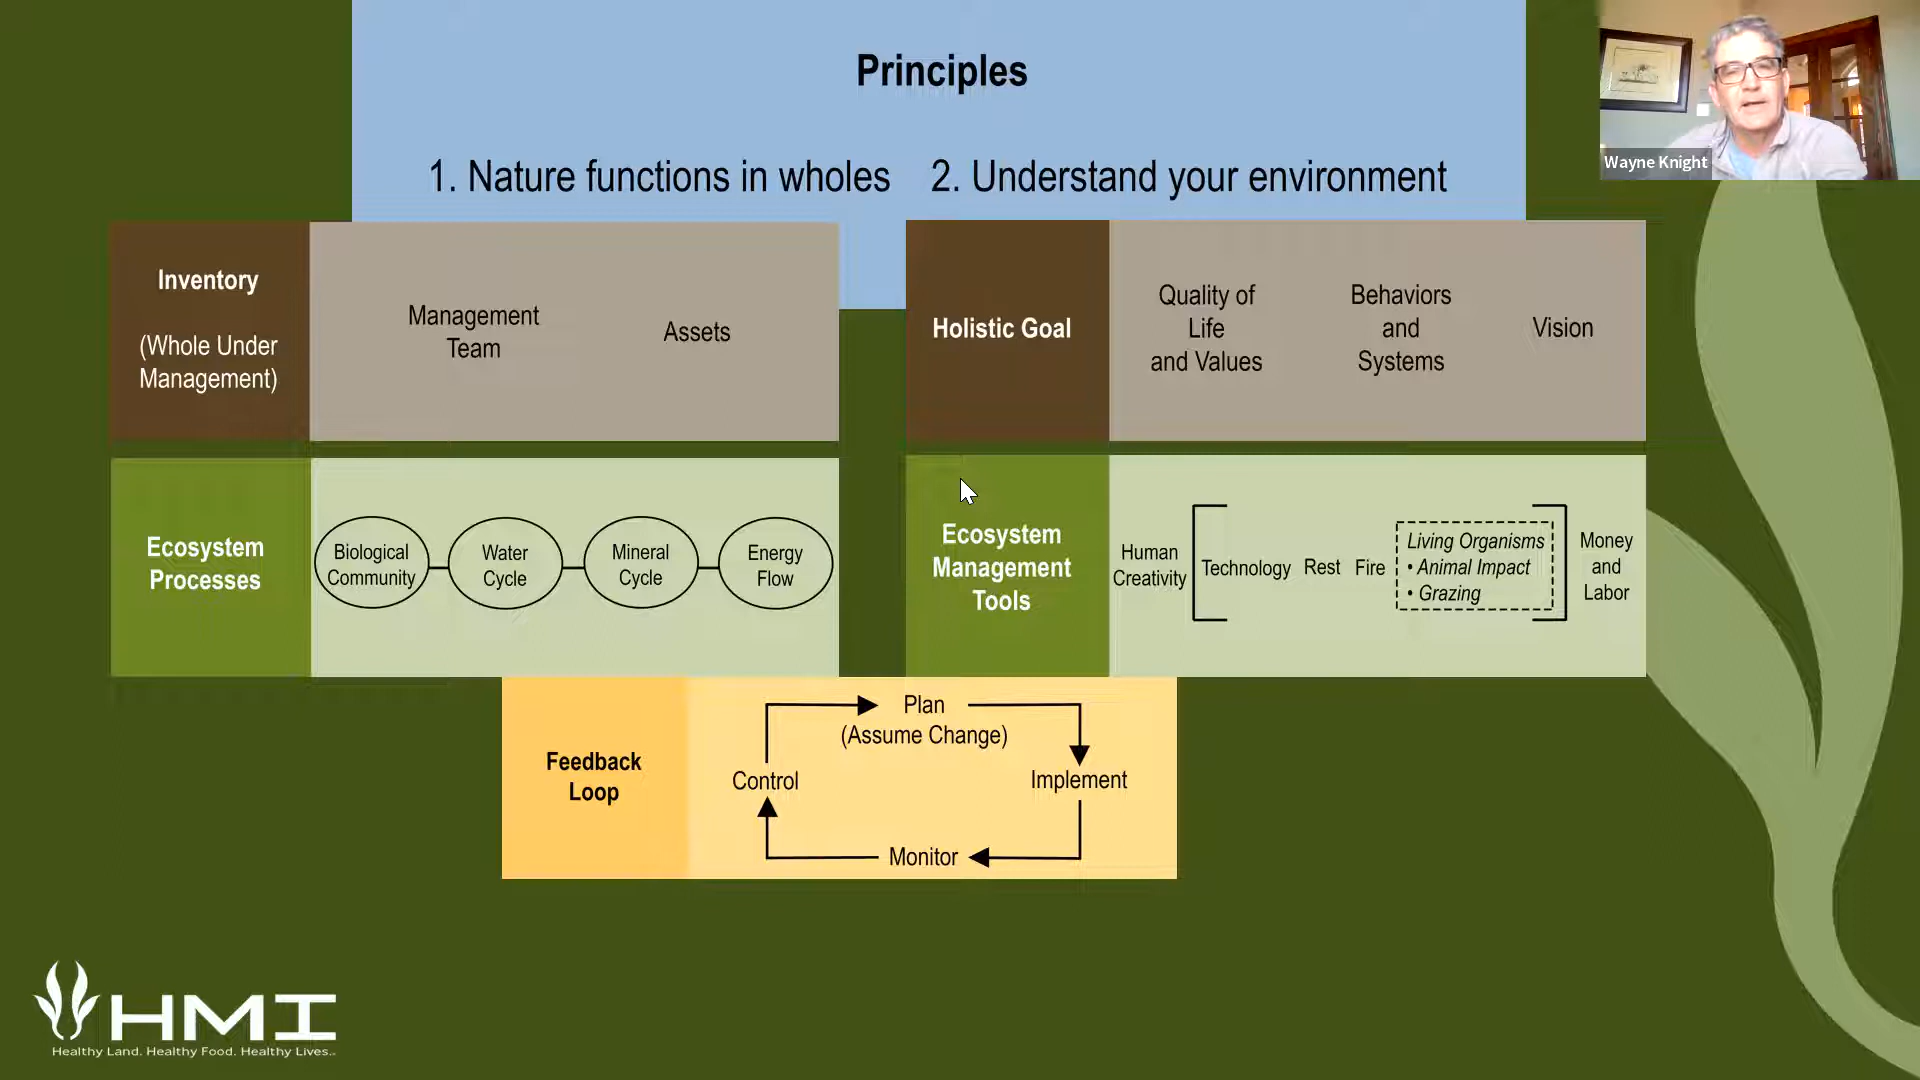 Principles
1. Nature functions in wholes 2. Understand your environment
Wayne Knight
Inventory
(Whole Under
Management)
Management
Team
Assets
Holistic Goal
Quality of
Life
and Values
Behaviors
and
Systems
Vision
Ecosystem
Processes
Biological
Community
Water
Cycle
Mineral
Cycle
Energy
Flow
Ecosystem
Management
Tools
Human
Creativity
Technology
Rest
Fire
Living Organisms
• Animal Impact
• Grazing
Money
and
Labor
Feedback
Loop
Plan
(Assume Change)
Implement
Monitor
Control
HMI
Healthy Land. Healthy Food. Healthy Lives.